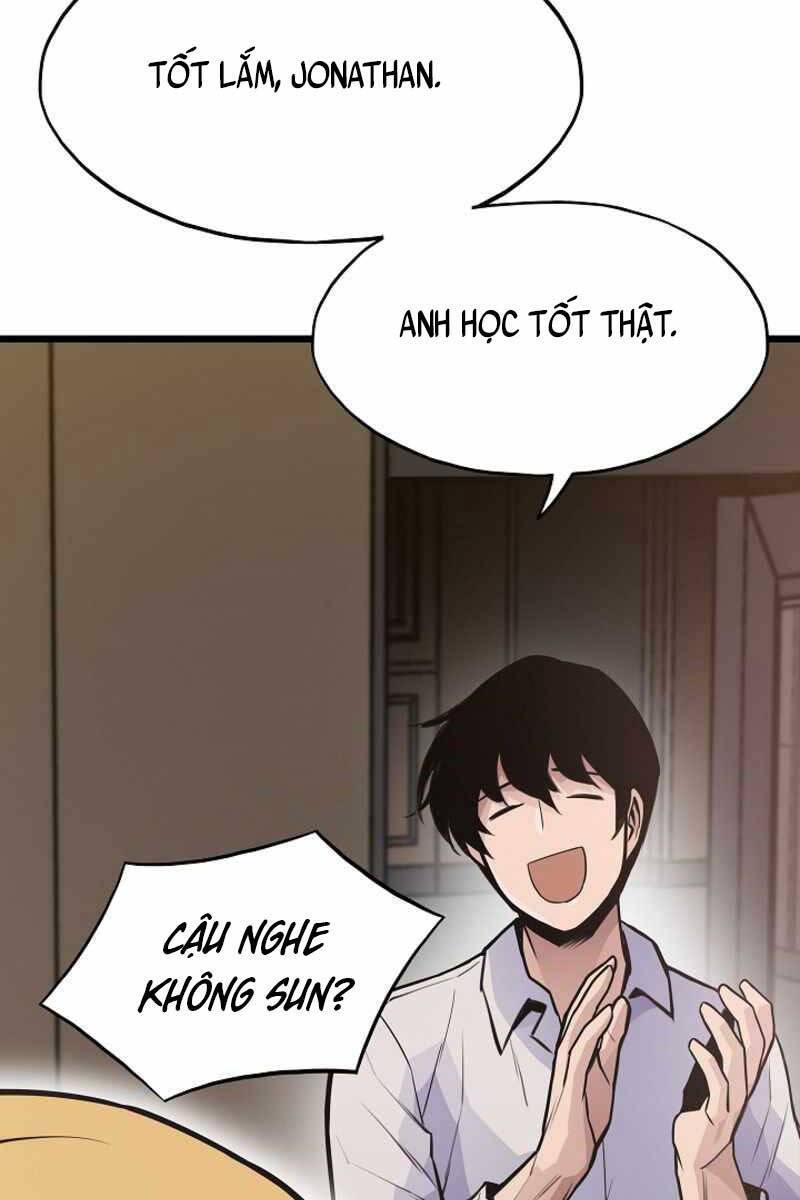 TỐT LẮM, JONATHAN.
ANH HỌC TỐT THẬT.
CẬU NGHE
KHÔNG SUN?